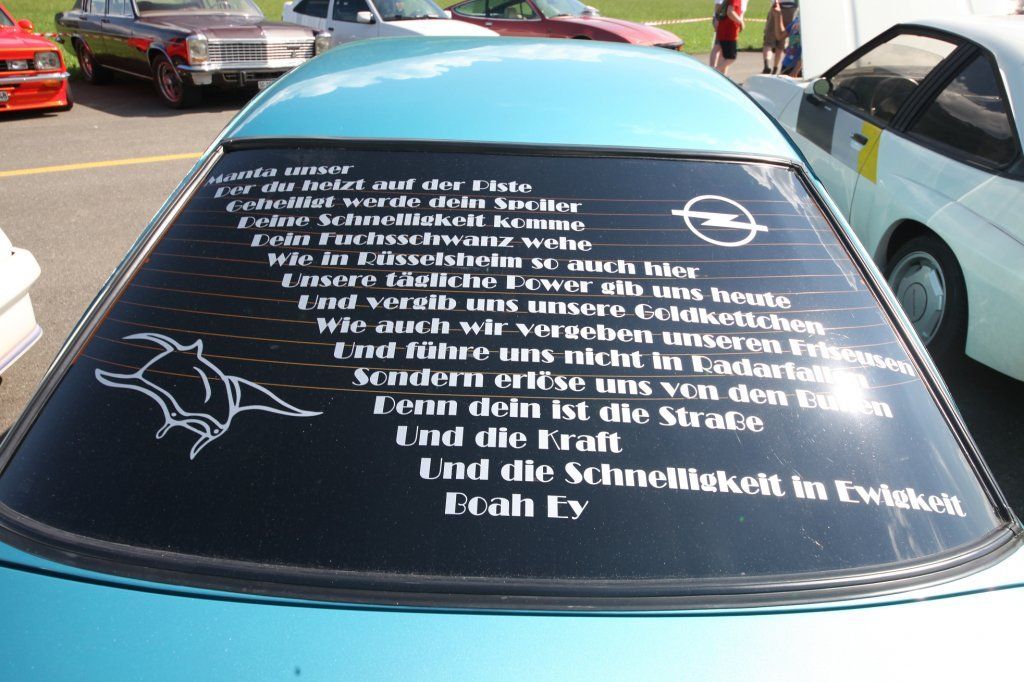 Manta unser
Der du heizt auf der Piste
Geheiligt werde dein Spoiler
Deine Schnelligkeit komme
Dein Fuchsschwanz wehe
Wie in Rüsselsheim so auch hier
Unsere tägliche Power gib uns heute
Und vergib uns unsere Goldkettchen
Wie auch wir vergeben unseren Friseusen
Und führe uns nicht in Radarfallen
Sondern erlöse uns von den Bullen
Denn dein ist die Straße
Und die Kraft
Und die Schnelligkeit in Ewigkeit
Boah Ey